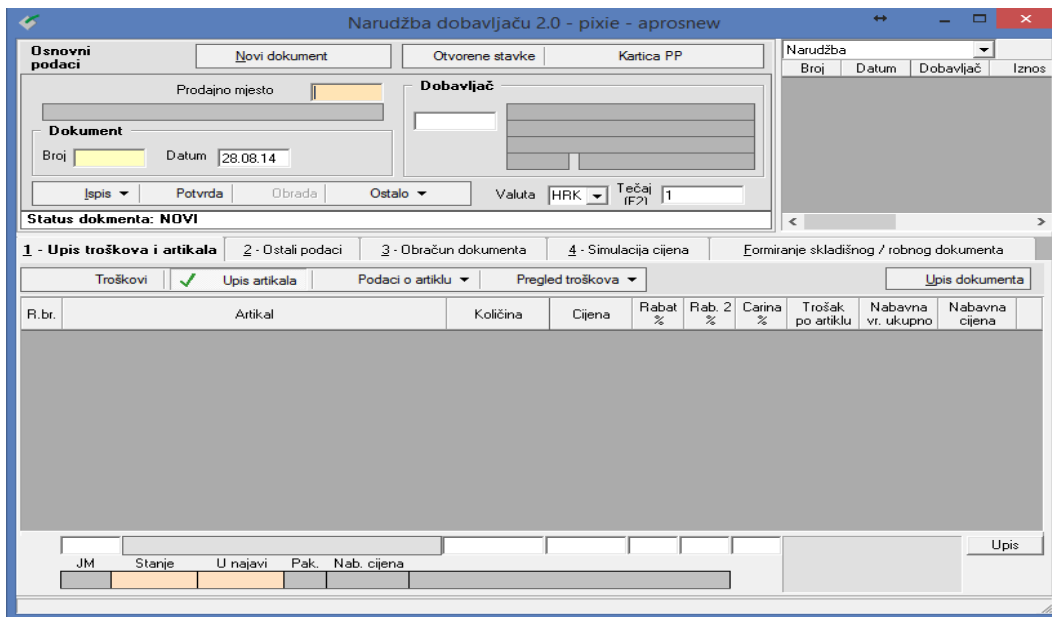 Narudžba dobavljaču 2.0 - pixie - aprosnew
Osnovni podaci
Novi dokument
Otvorene stavke
Kartica PP
Narudžba
Broj Datum Dobavljač Iznos
Prodajno mjesto
Dobavljač
Dokument
Broj Datum 28.08.14
Ispis Potvrda Obrada Ostalo
Valuta HRK Tečaj (F2) 1
Status dokmenta: NOVI
1 - Upis troškova i artikala 2 - Ostali podaci 3 - Obračun dokumenta 4 - Simulacija cijena Formiranje skladišnog / robnog dokumenta
Troškovi Upis artikala Podaci o artiklu Pregled troškova Upis dokumenta
R.br. Artikal Količina Cijena Rabat % Rab. 2 % Carina % Trošak po artiklu Nabavna vr. ukupno Nabavna cijena
Upis
JM Stanje U najavi Pak. Nab. cijena